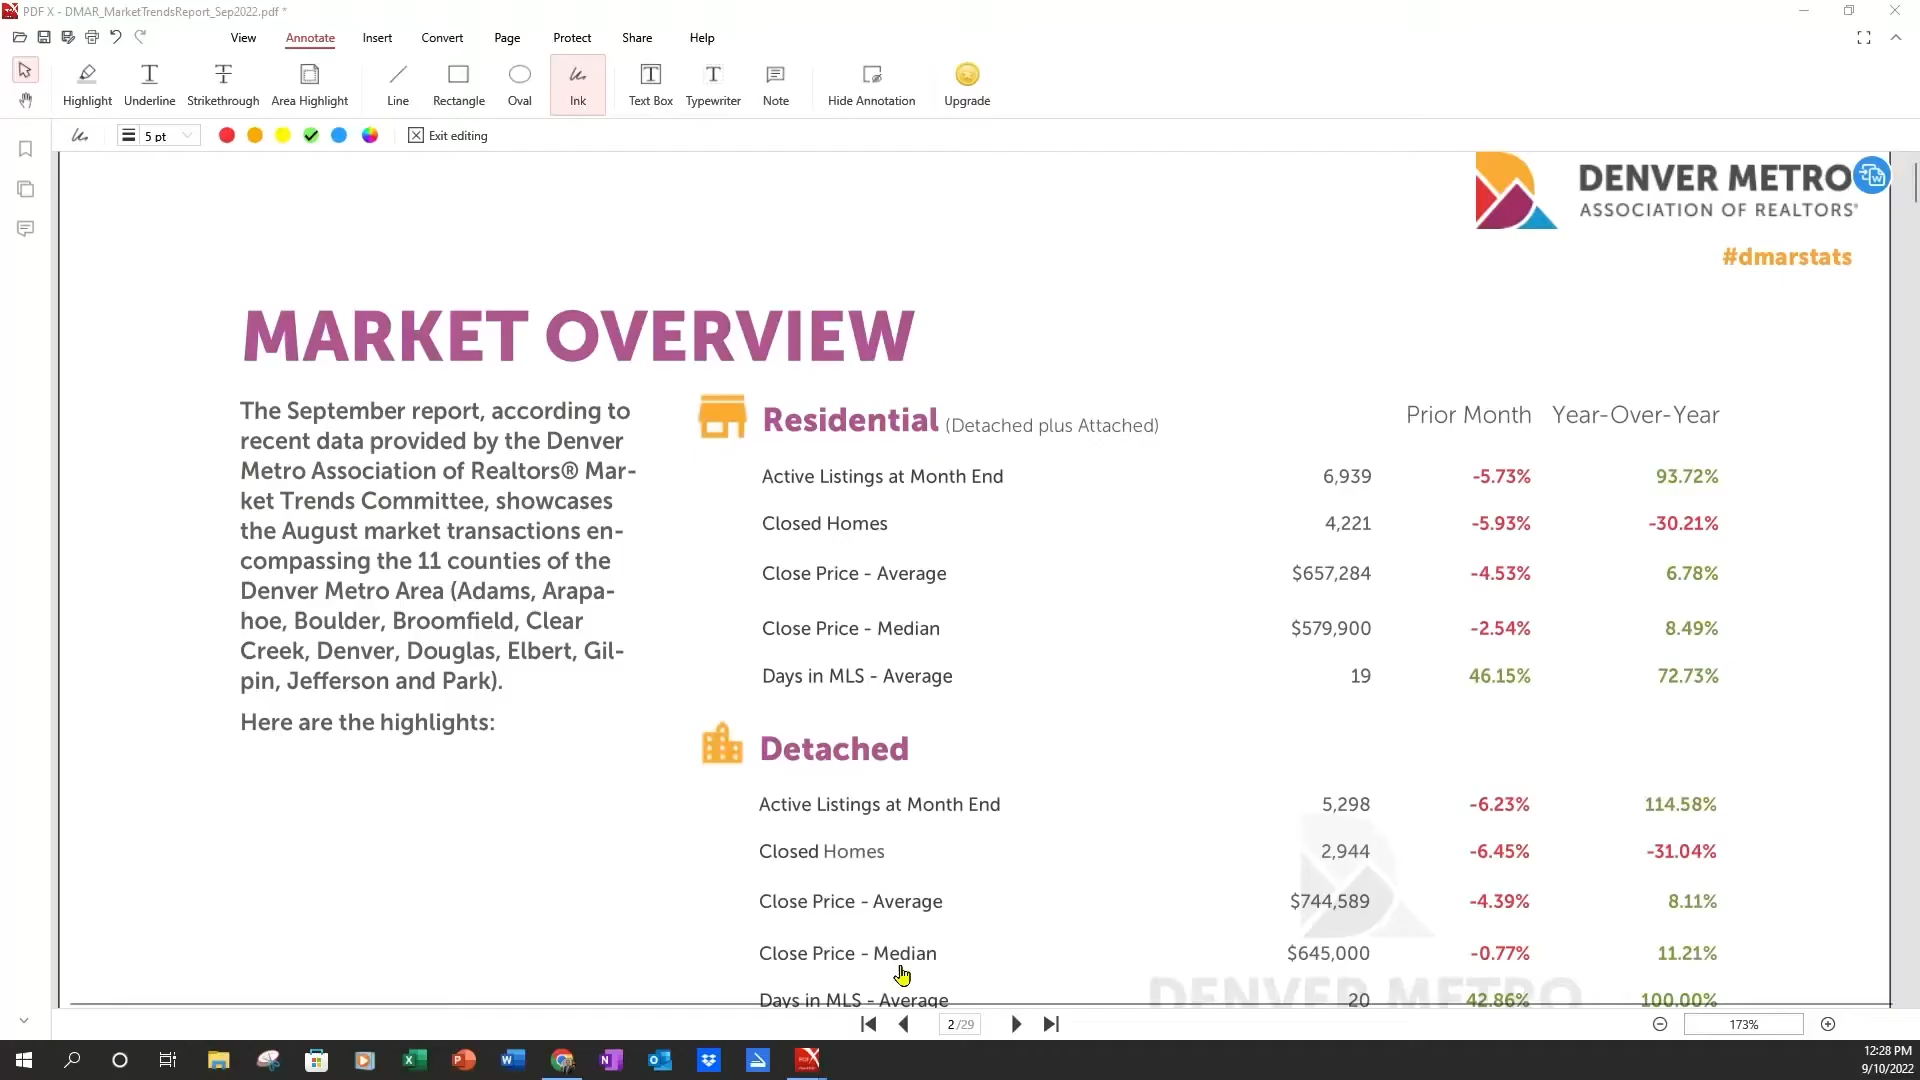 PDF X - DMAR_MarketTrendsReport_Sep2022.pdf *
View Annotate Insert Convert Page Protect Share Help
Highlight Underline Strikethrough Area Highlight Line Rectangle Oval Ink Text Box Typewriter Note Hide Annotation Upgrade
5 pt Exit editing
DENVER METRO
ASSOCIATION OF REALTORS®
#dmarstats
MARKET OVERVIEW
The September report, according to
recent data provided by the Denver
Metro Association of Realtors® Mar-
ket Trends Committee, showcases
the August market transactions en-
compassing the 11 counties of the
Denver Metro Area (Adams, Arapa-
hoe, Boulder, Broomfield, Clear
Creek, Denver, Douglas, Elbert, Gil-
pin, Jefferson and Park).
Here are the highlights:
Residential (Detached plus Attached) Prior Month Year-Over-Year
Active Listings at Month End 6,939 -5.73% 93.72%
Closed Homes 4,221 -5.93% -30.21%
Close Price - Average $657,284 -4.53% 6.78%
Close Price - Median $579,900 -2.54% 8.49%
Days in MLS - Average 19 46.15% 72.73%
Detached
Active Listings at Month End 5,298 -6.23% 114.58%
Closed Homes 2,944 -6.45% -31.04%
Close Price - Average $744,589 -4.39% 8.11%
Close Price - Median $645,000 -0.77% 11.21%
Days in MLS - Average 20 42.86% 100.00%
DENVER METRO
2 /29 173%
12:28 PM
9/10/2022